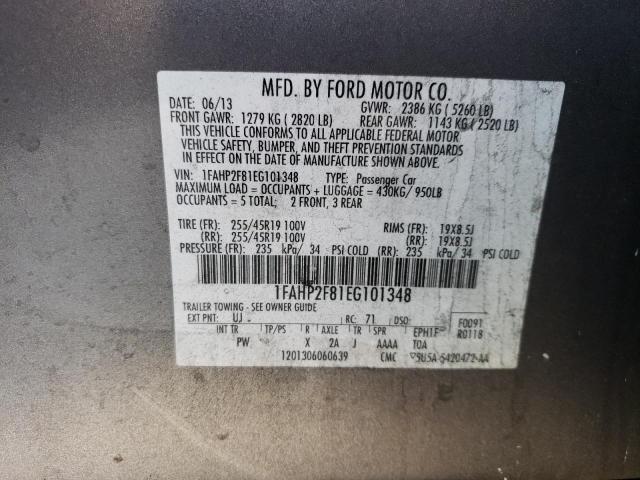 MFD. BY FORD MOTOR CO.
DATE: 06/13 GVWR: 2386 KG ( 5260 LB)
FRONT GAWR: 1279 KG ( 2820 LB) REAR GAWR: 1143 KG ( 2520 LB)
THIS VEHICLE CONFORMS TO ALL APPLICABLE FEDERAL MOTOR
VEHICLE SAFETY, BUMPER, AND THEFT PREVENTION STANDARDS
IN EFFECT ON THE DATE OF MANUFACTURE SHOWN ABOVE.
VIN: 1FAHP2F81EG101348 TYPE: Passenger Car
MAXIMUM LOAD = OCCUPANTS + LUGGAGE = 430KG/ 950LB
OCCUPANTS = 5 TOTAL; 2 FRONT, 3 REAR
TIRE (FR): 255/45R19 100V RIMS (FR): 19X8.5J
(RR): 255/45R19 100V (RR): 19X8.5J
PRESSURE (FR): 235 kPa/ 34 PSI COLD (RR): 235 kPa/ 34 PSI COLD
1FAHP2F81EG101348
TRAILER TOWING - SEE OWNER GUIDE
EXT PNT: UJ RC: 71 DSO: F0091
INT TR TP/PS R AXLE TR SPR EPH1F R0118
PW X 2A J AAAA TOA
1201306060639 CMC 5U5A-5420472-AA